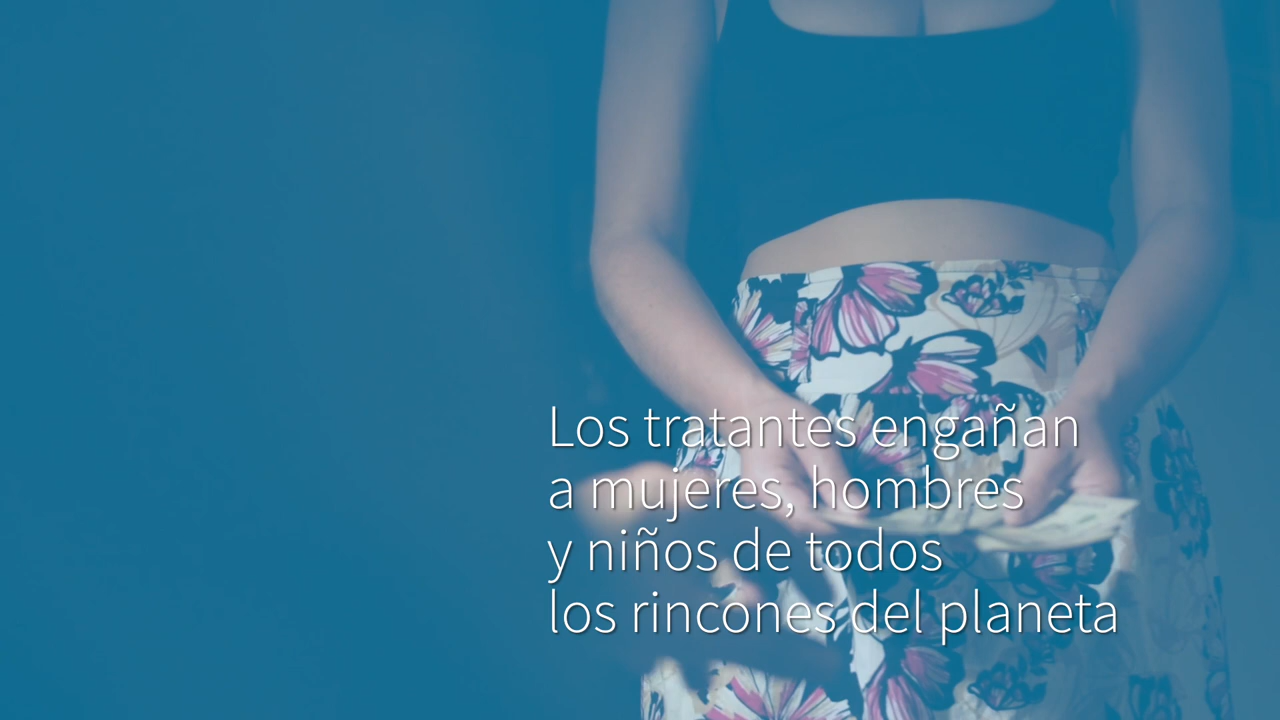 Los tratantes engañan
a mujeres, hombres
y niños de todos
los rincones del planeta